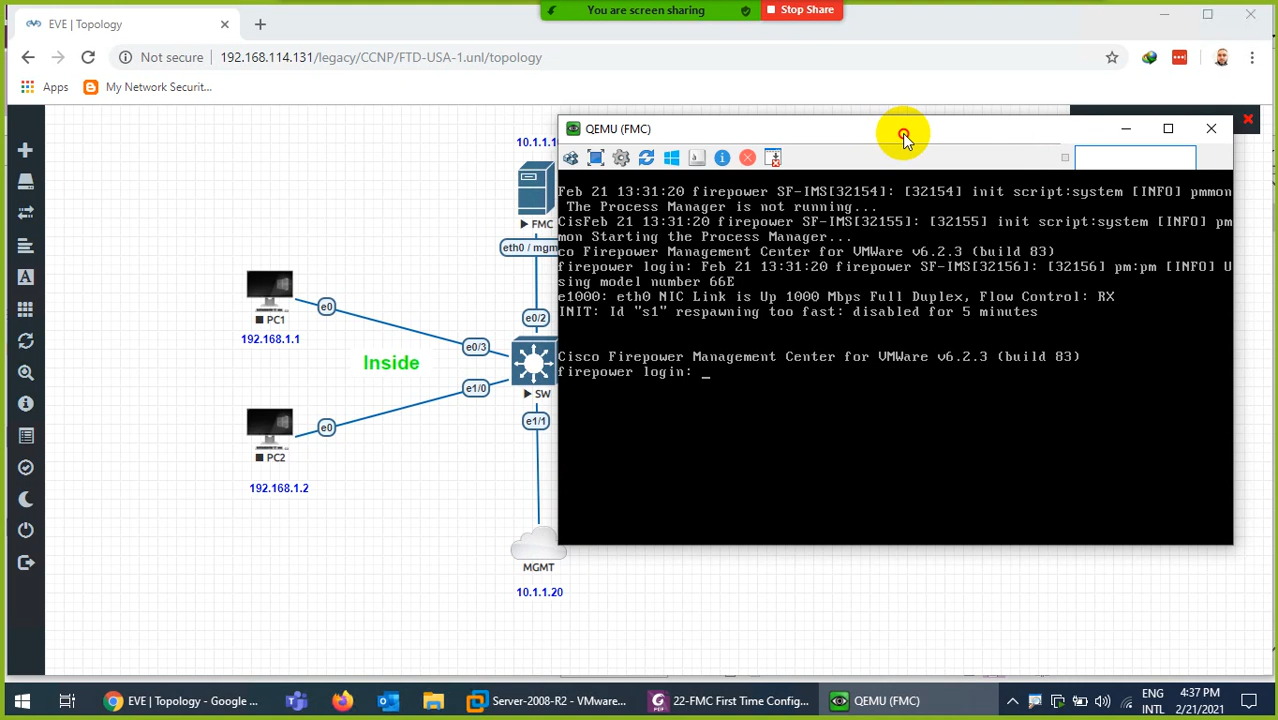 You are screen sharing
Stop Share
EVE | Topology
Not secure
192.168.114.131/legacy/CCNP/FTD-USA-1.unl/topology
Apps
My Network Securit...
10.1.1.1
FMC
eth0 / mgm
e0/2
PC1
192.168.1.1
e0
e0/3
Inside
SW
e1/0
e0
PC2
192.168.1.2
e1/1
MGMT
10.1.1.20
QEMU (FMC)
Feb 21 13:31:20 firepower SF-IMS[32154]: [32154] init script:system [INFO] pmmon
The Process Manager is not running...
CisFeb 21 13:31:20 firepower SF-IMS[32155]: [32155] init script:system [INFO] pm
mon Starting the Process Manager...
co Firepower Management Center for VMWare v6.2.3 (build 83)
firepower login: Feb 21 13:31:20 firepower SF-IMS[32156]: [32156] pm:pm [INFO] U
sing model number 66E
e1000: eth0 NIC Link is Up 1000 Mbps Full Duplex, Flow Control: RX
INIT: Id "s1" respawning too fast: disabled for 5 minutes
Cisco Firepower Management Center for VMWare v6.2.3 (build 83)
firepower login: _
EVE | Topology - Google ...
Server-2008-R2 - VMware...
22-FMC First Time Config...
QEMU (FMC)
ENG
INTL
4:37 PM
2/21/2021